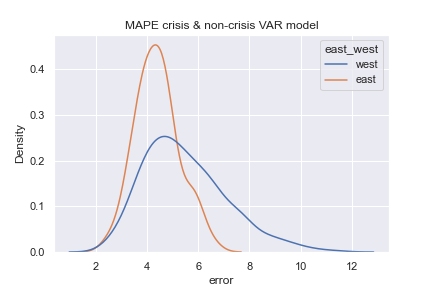 MAPE crisis & non-crisis VAR model
east_west
west
east
Density
0.4
0.3
0.2
0.1
0.0
2 4 6 8 10 12
error